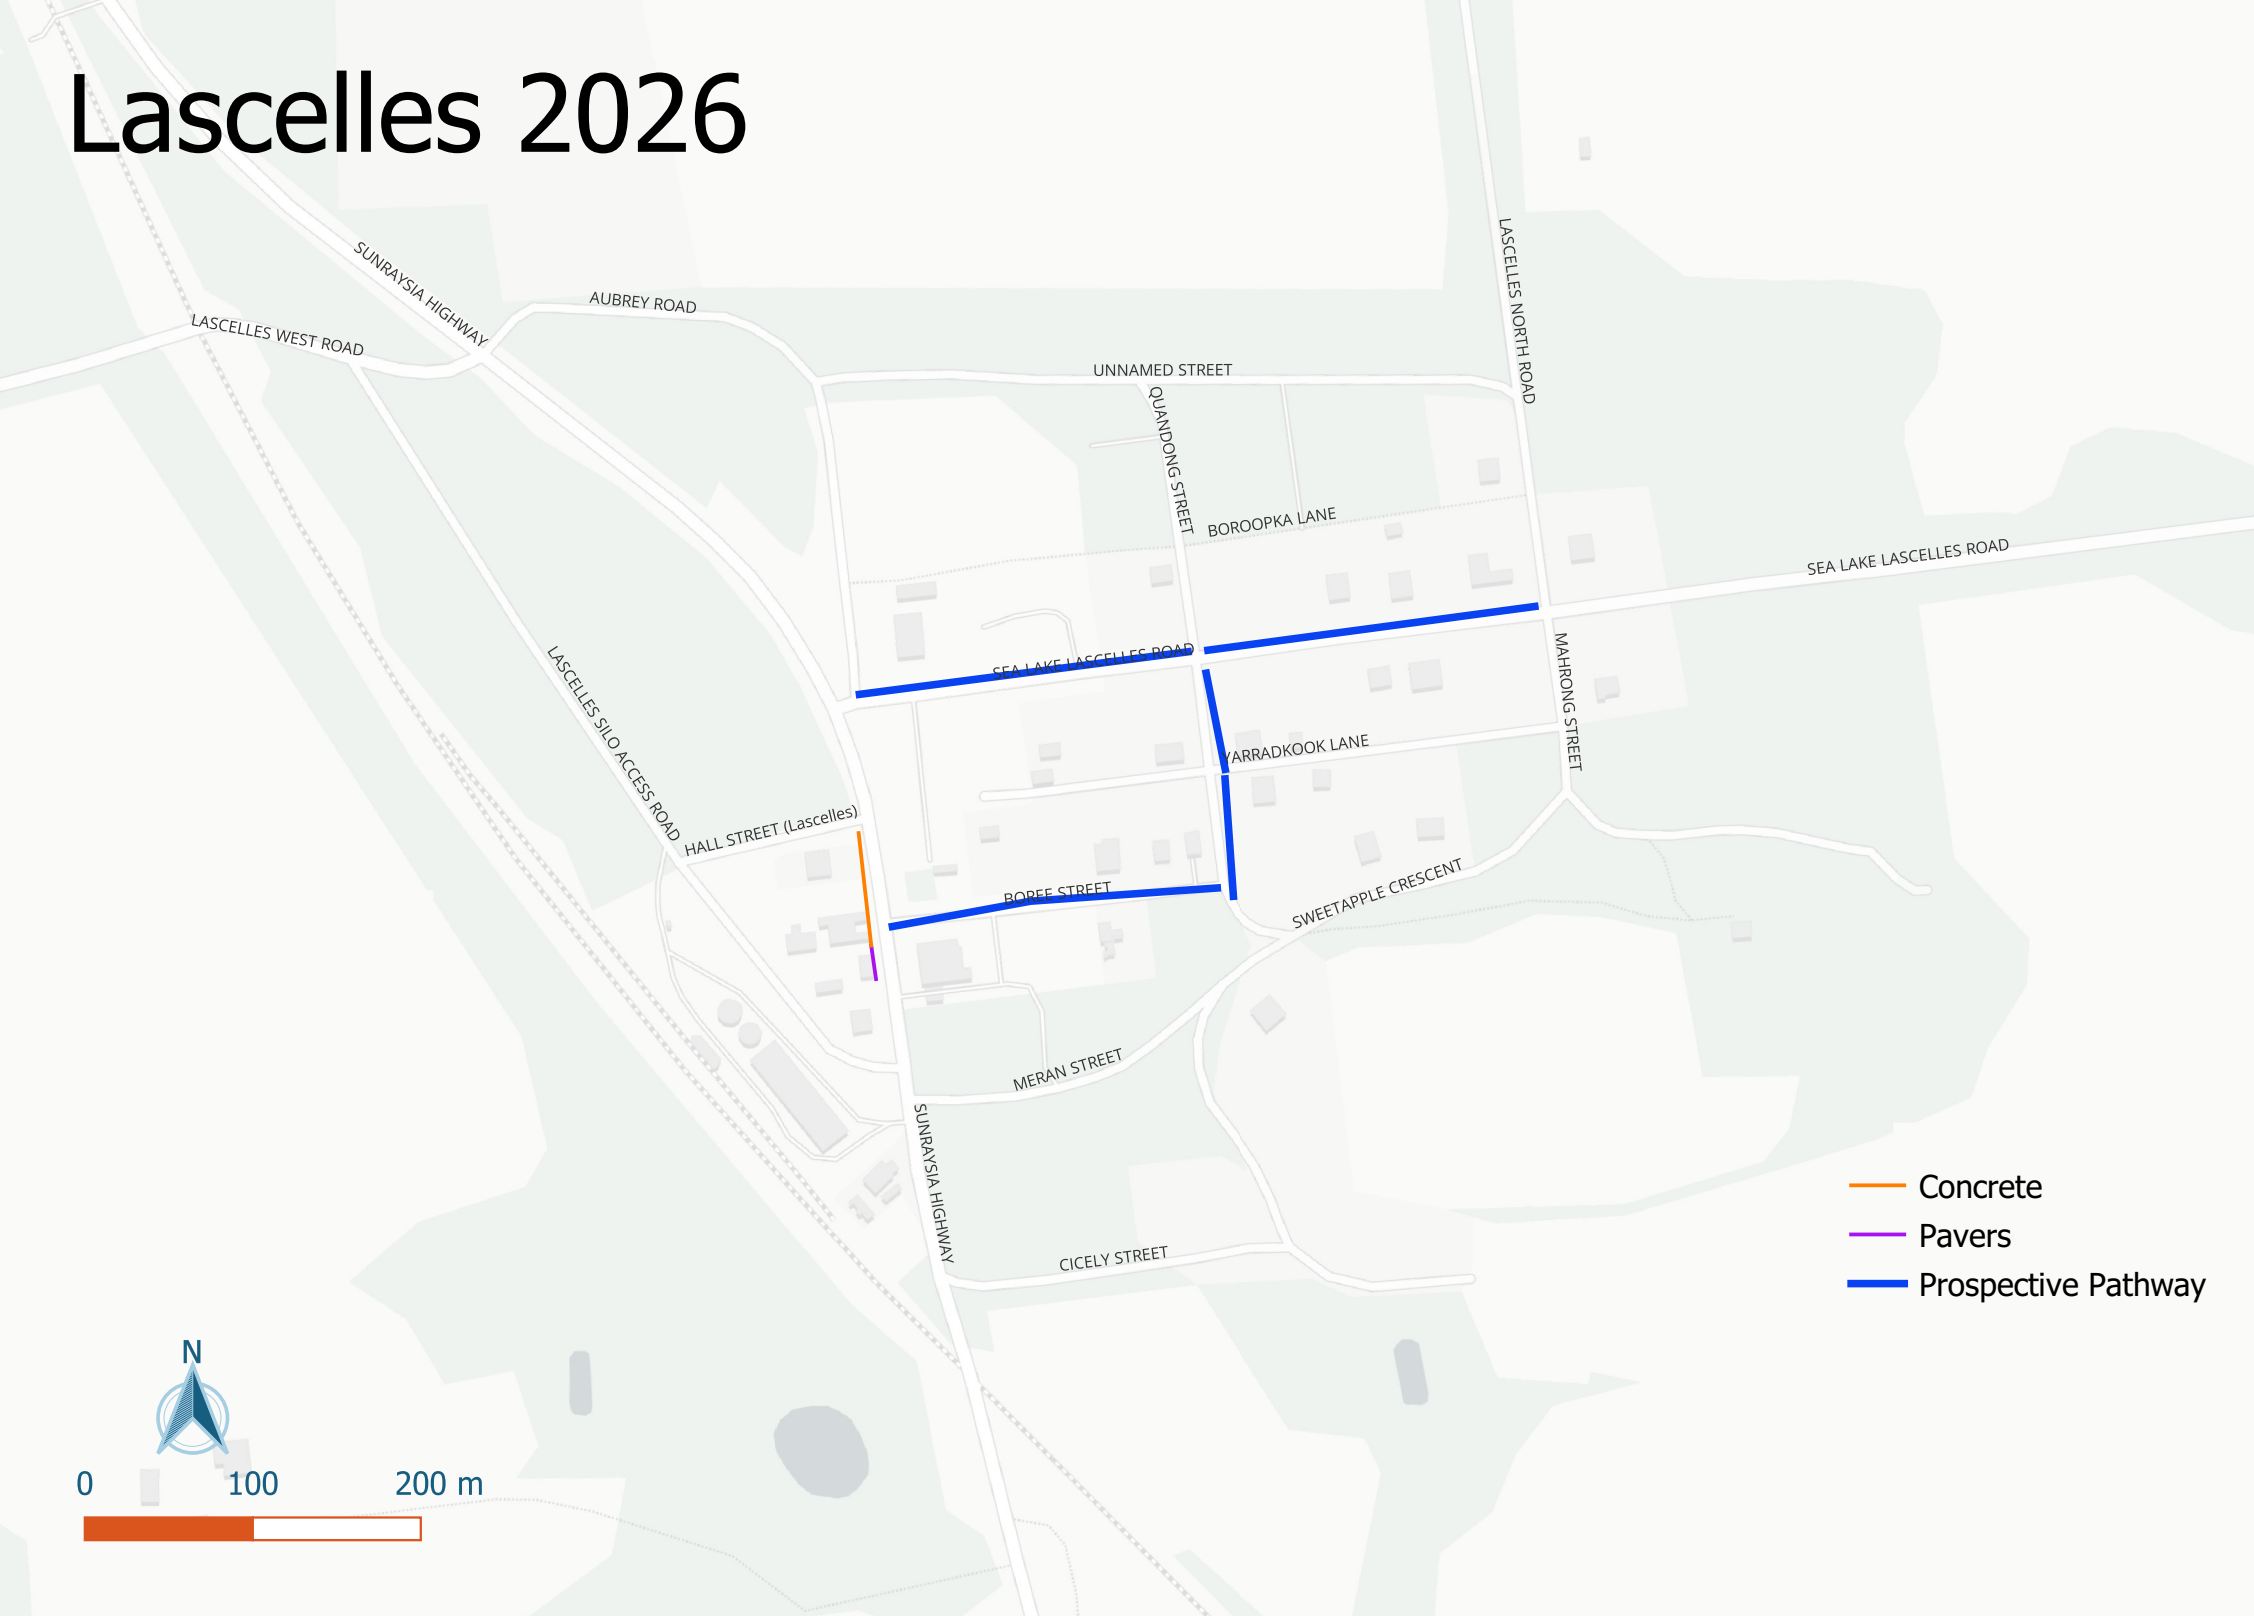 Lascelles 2026
SUNRAYSIA HIGHWAY
AUBREY ROAD
LASCELLES WEST ROAD
LASCELLES NORTH ROAD
UNNAMED STREET
QUANDONG STREET
BOROOPKA LANE
SEA LAKE LASCELLES ROAD
SEA LAKE LASCELLES ROAD
LASCELLES SILO ACCESS ROAD
MAHRONG STREET
YARRADKOOK LANE
HALL STREET (Lascelles)
BOREE STREET
SWEETAPPLE CRESCENT
MERAN STREET
SUNRAYSIA HIGHWAY
CICELY STREET
Concrete
Pavers
Prospective Pathway
N
0 100 200 m